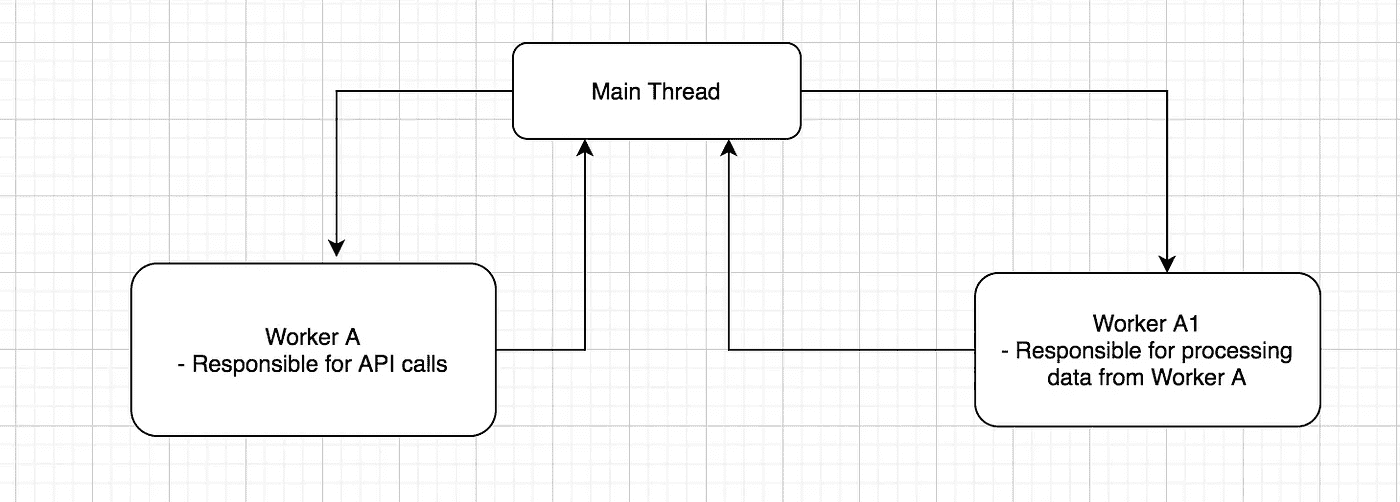 Main Thread
Worker A
- Responsible for API calls
Worker A1
- Responsible for processing
data from Worker A